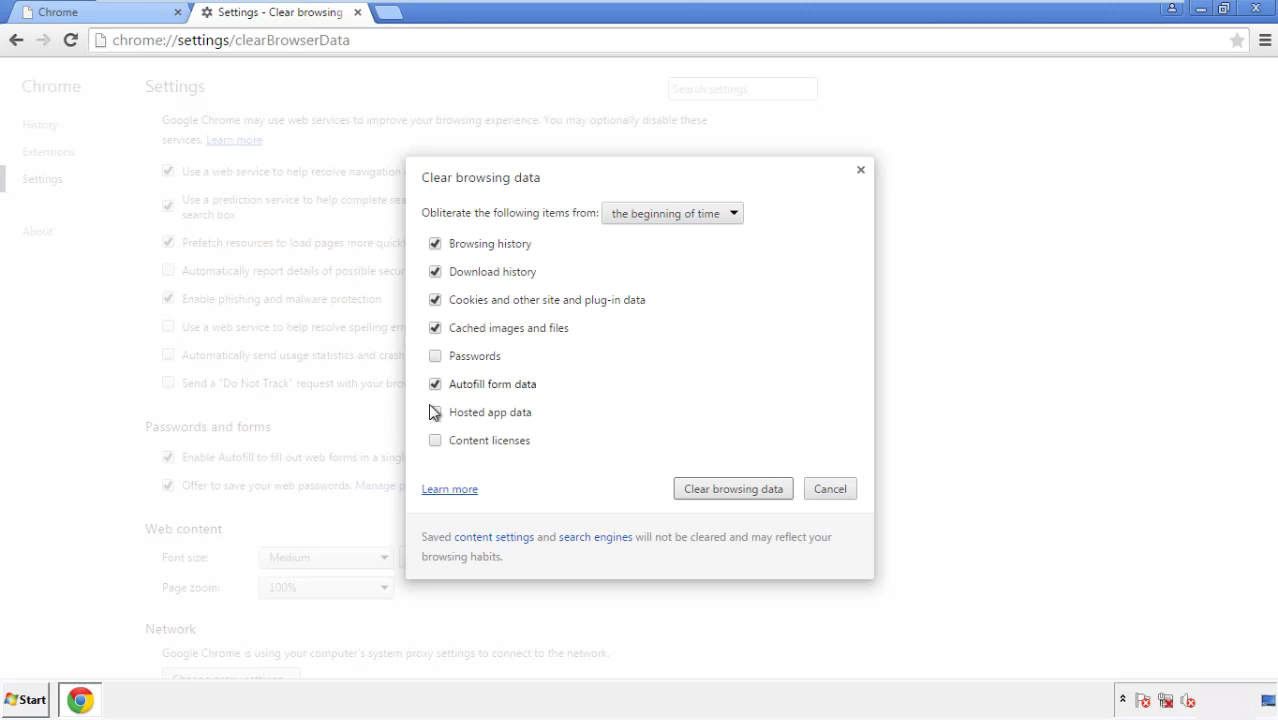 Chrome
Settings - Clear browsing
chrome://settings/clearBrowserData
Chrome
History
Extensions
Settings
About
Settings
Search settings
Google Chrome may use web services to improve your browsing experience. You may optionally disable these
services. Learn more
Use a web service to help resolve navigation
Use a prediction service to help complete
search box
Prefetch resources to load pages more
Automatically report details of possible
Enable phishing and malware protection
Use a web service to help resolve spelling
Automatically send usage statistics and
Send a "Do Not Track" request with your
Passwords and forms
Enable Autofill to fill out web forms in a
Offer to save your web passwords. Manage
Web content
Font size:
Medium
Page zoom:
100%
Network
Google Chrome is using your computer's system proxy settings to connect to the network.
Clear browsing data
Obliterate the following items from: the beginning of time
Browsing history
Download history
Cookies and other site and plug-in data
Cached images and files
Passwords
Autofill form data
Hosted app data
Content licenses
Learn more
Clear browsing data
Cancel
Saved content settings and search engines will not be cleared and may reflect your
browsing habits.
Start